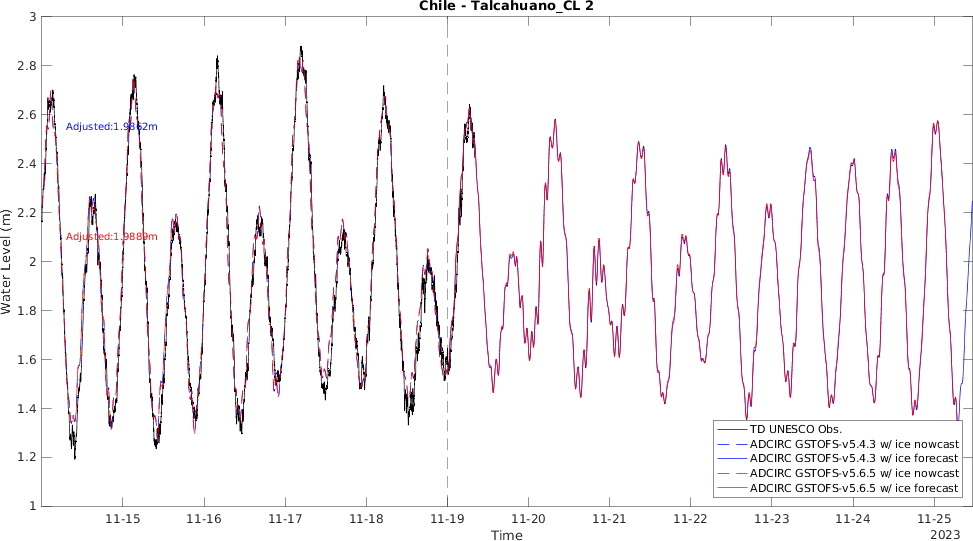 Chile - Talcahuano_CL 2
3
2.8
2.6
2.4
2.2
2
1.8
1.6
1.4
1.2
1
Water Level (m)
Adjusted:1.9862m
Adjusted:1.9889m
TD UNESCO Obs.
ADCIRC GSTOFS-v5.4.3 w/ ice nowcast
ADCIRC GSTOFS-v5.4.3 w/ ice forecast
ADCIRC GSTOFS-v5.6.5 w/ ice nowcast
ADCIRC GSTOFS-v5.6.5 w/ ice forecast
11-15 11-16 11-17 11-18 11-19 11-20 11-21 11-22 11-23 11-24 11-25
Time
2023